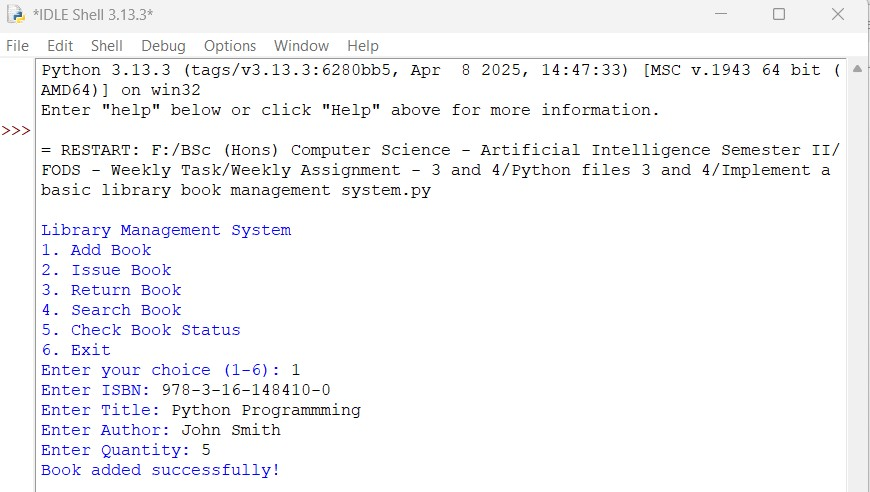 *IDLE Shell 3.13.3*
File Edit Shell Debug Options Window Help
Python 3.13.3 (tags/v3.13.3:6280bb5, Apr  8 2025, 14:47:33) [MSC v.1943 64 bit (
AMD64)] on win32
Enter "help" below or click "Help" above for more information.
>>>
= RESTART: F:/BSc (Hons) Computer Science - Artificial Intelligence Semester II/
FODS - Weekly Task/Weekly Assignment - 3 and 4/Python files 3 and 4/Implement a
basic library book management system.py
Library Management System
1. Add Book
2. Issue Book
3. Return Book
4. Search Book
5. Check Book Status
6. Exit
Enter your choice (1-6): 1
Enter ISBN: 978-3-16-148410-0
Enter Title: Python Programmming
Enter Author: John Smith
Enter Quantity: 5
Book added successfully!